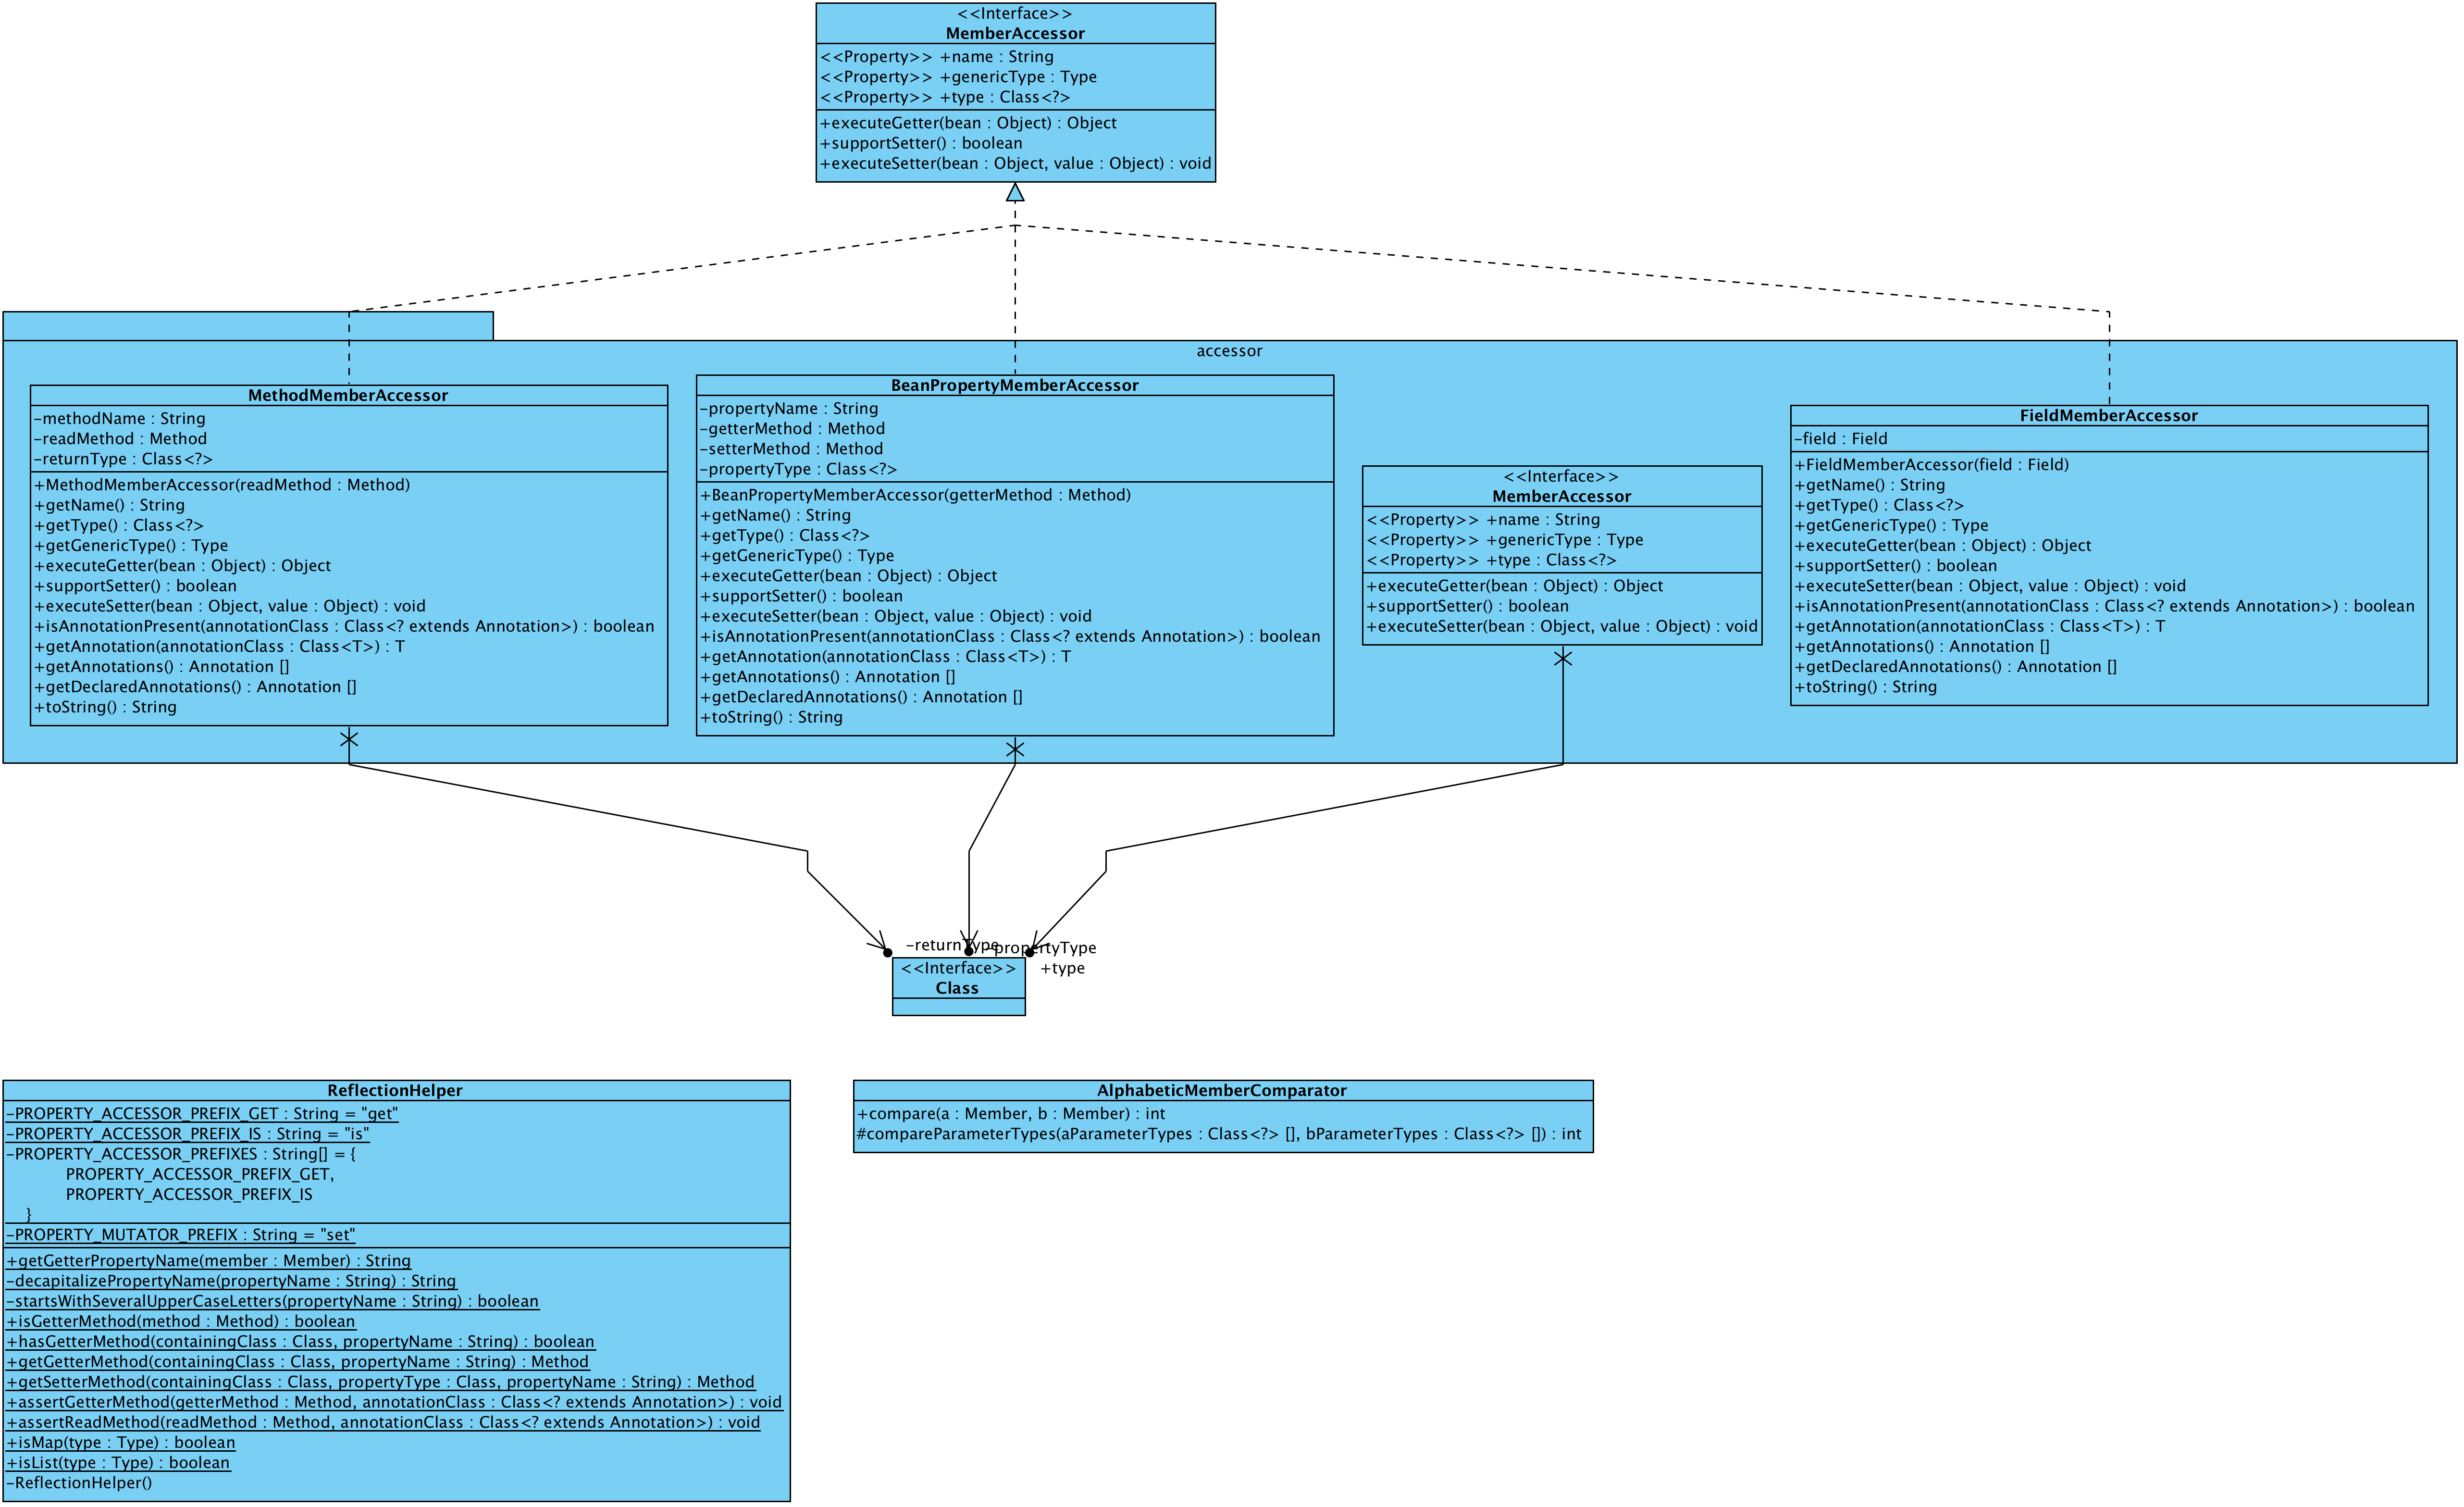 <<Interface>>
MemberAccessor
<<Property>> +name : String
<<Property>> +genericType : Type
<<Property>> +type : Class<?>
+executeGetter(bean : Object) : Object
+supportSetter() : boolean
+executeSetter(bean : Object, value : Object) : void
accessor
MethodMemberAccessor
-methodName : String
-readMethod : Method
-returnType : Class<?>
+MethodMemberAccessor(readMethod : Method)
+getName() : String
+getType() : Class<?>
+getGenericType() : Type
+executeGetter(bean : Object) : Object
+supportSetter() : boolean
+executeSetter(bean : Object, value : Object) : void
+isAnnotationPresent(annotationClass : Class<? extends Annotation>) : boolean
+getAnnotation(annotationClass : Class<T>) : T
+getAnnotations() : Annotation []
+getDeclaredAnnotations() : Annotation []
+toString() : String
BeanPropertyMemberAccessor
-propertyName : String
-getterMethod : Method
-setterMethod : Method
-propertyType : Class<?>
+BeanPropertyMemberAccessor(getterMethod : Method)
+getName() : String
+getType() : Class<?>
+getGenericType() : Type
+executeGetter(bean : Object) : Object
+supportSetter() : boolean
+executeSetter(bean : Object, value : Object) : void
+isAnnotationPresent(annotationClass : Class<? extends Annotation>) : boolean
+getAnnotation(annotationClass : Class<T>) : T
+getAnnotations() : Annotation []
+getDeclaredAnnotations() : Annotation []
+toString() : String
<<Interface>>
MemberAccessor
<<Property>> +name : String
<<Property>> +genericType : Type
<<Property>> +type : Class<?>
+executeGetter(bean : Object) : Object
+supportSetter() : boolean
+executeSetter(bean : Object, value : Object) : void
FieldMemberAccessor
-field : Field
+FieldMemberAccessor(field : Field)
+getName() : String
+getType() : Class<?>
+getGenericType() : Type
+executeGetter(bean : Object) : Object
+supportSetter() : boolean
+executeSetter(bean : Object, value : Object) : void
+isAnnotationPresent(annotationClass : Class<? extends Annotation>) : boolean
+getAnnotation(annotationClass : Class<T>) : T
+getAnnotations() : Annotation []
+getDeclaredAnnotations() : Annotation []
+toString() : String
-returnType
-propertyType
+type
<<Interface>>
Class
ReflectionHelper
-PROPERTY_ACCESSOR_PREFIX_GET : String = "get"
-PROPERTY_ACCESSOR_PREFIX_IS : String = "is"
-PROPERTY_ACCESSOR_PREFIXES : String[] = {
PROPERTY_ACCESSOR_PREFIX_GET,
PROPERTY_ACCESSOR_PREFIX_IS
}
-PROPERTY_MUTATOR_PREFIX : String = "set"
+getGetterPropertyName(member : Member) : String
-decapitalizePropertyName(propertyName : String) : String
-startsWithSeveralUpperCaseLetters(propertyName : String) : boolean
+isGetterMethod(method : Method) : boolean
+hasGetterMethod(containingClass : Class, propertyName : String) : boolean
+getGetterMethod(containingClass : Class, propertyName : String) : Method
+getSetterMethod(containingClass : Class, propertyType : Class, propertyName : String) : Method
+assertGetterMethod(getterMethod : Method, annotationClass : Class<? extends Annotation>) : void
+assertReadMethod(readMethod : Method, annotationClass : Class<? extends Annotation>) : void
+isMap(type : Type) : boolean
+isList(type : Type) : boolean
-ReflectionHelper()
AlphabeticMemberComparator
+compare(a : Member, b : Member) : int
#compareParameterTypes(aParameterTypes : Class<?> [], bParameterTypes : Class<?> []) : int